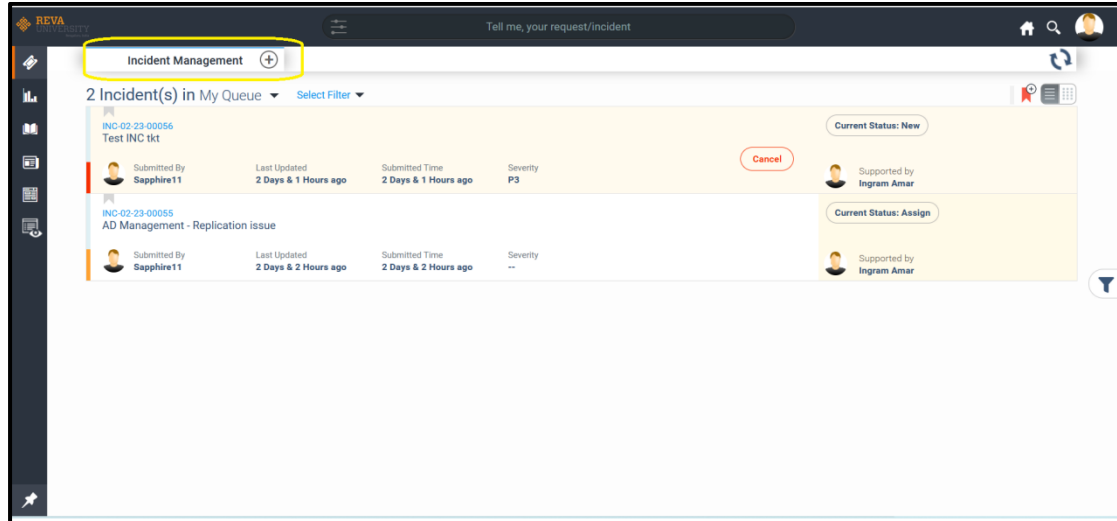 REVA
UNIVERSITY
Tell me, your request/incident
Incident Management
2 Incident(s) in My Queue Select Filter
INC-02-23-00056
Test INC tkt
Current Status: New
Cancel
Submitted By Last Updated Submitted Time Severity
Sapphire11 2 Days & 1 Hours ago 2 Days & 1 Hours ago P3
Supported by
Ingram Amar
INC-02-23-00055
AD Management - Replication issue
Current Status: Assign
Submitted By Last Updated Submitted Time Severity
Sapphire11 2 Days & 2 Hours ago 2 Days & 2 Hours ago --
Supported by
Ingram Amar